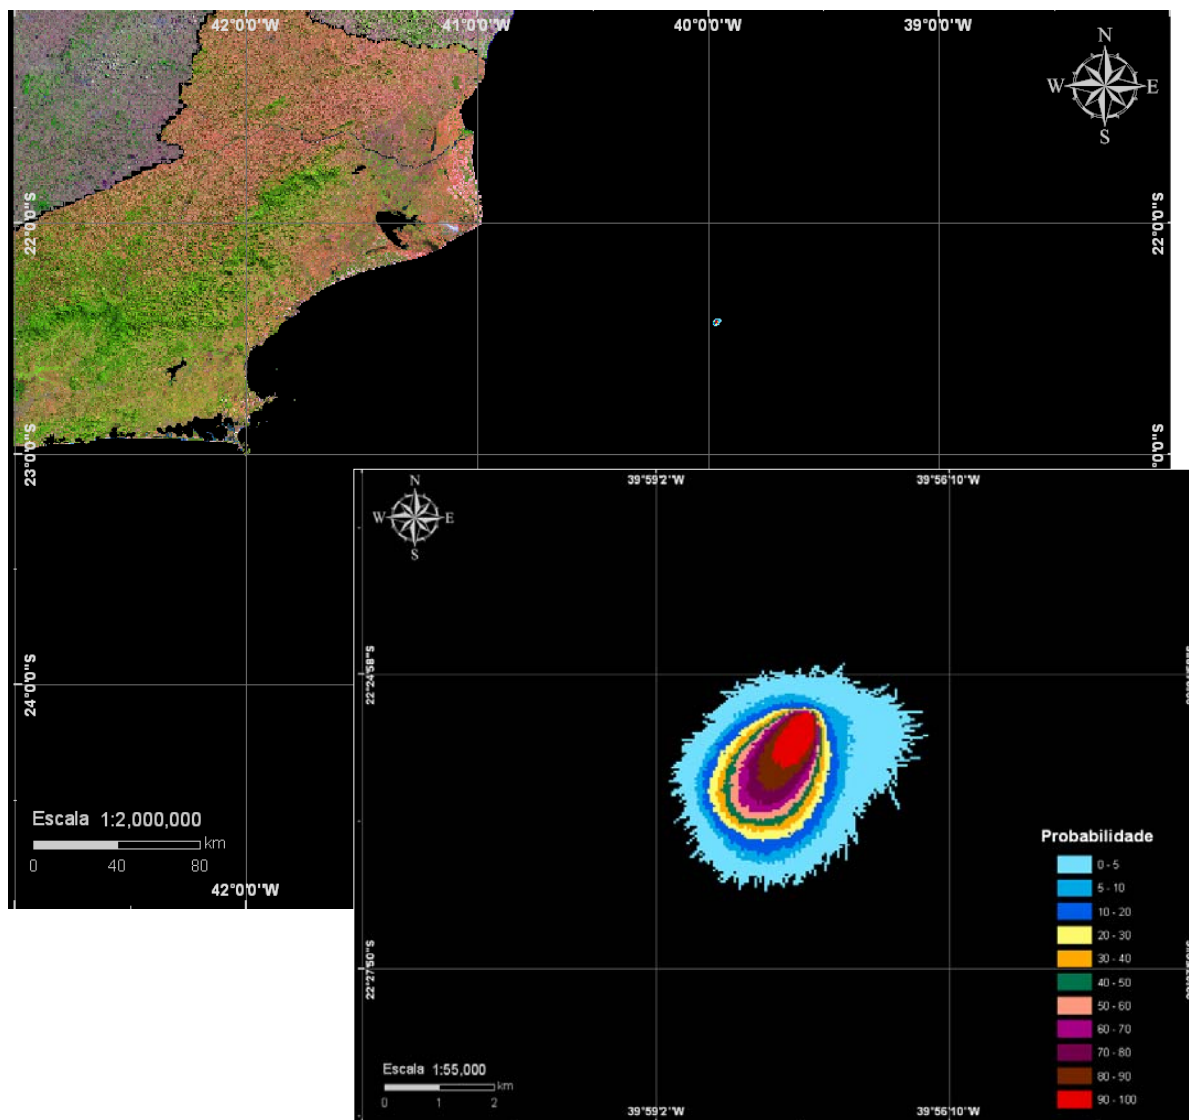 42°0'0"W
41°0'0"W
40°0'0"W
39°0'0"W
N
W
E
S
22°0'0"S
22°0'0"S
23°0'0"S
°0'0"S
24°0'0"S
Escala 1:2,000,000
0 40 80 km
42°0'0"W
39°59'2"W
39°56'10"W
N
W
E
S
22°24'58"S
22°27'50"S
Probabilidade
0 - 5
5 - 10
10 - 20
20 - 30
30 - 40
40 - 50
50 - 60
60 - 70
70 - 80
80 - 90
90 - 100
Escala 1:55,000
0 1 2 km
39°59'2"W
39°56'10"W